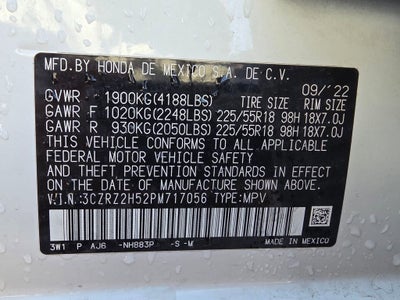 MFD.BY HONDA DE MEXICO S.A. DE C.V.
09/'22
GVWR 1900KG(4188LBS) TIRE SIZE RIM SIZE
GAWR F 1020KG(2248LBS) 225/55R18 98H 18X7.0J
GAWR R 930KG(2050LBS) 225/55R18 98H 18X7.0J
THIS VEHICLE CONFORMS TO ALL APPLICABLE
FEDERAL MOTOR VEHICLE SAFETY AND THEFT
PREVENTION STANDARDS IN EFFECT ON THE DATE
OF MANUFACTURE SHOWN ABOVE.
V.I.N.:3CZRZ2H52PM717056 TYPE:MPV
3W1 P AJ6 -NH883P -S-M
MADE IN MEXICO